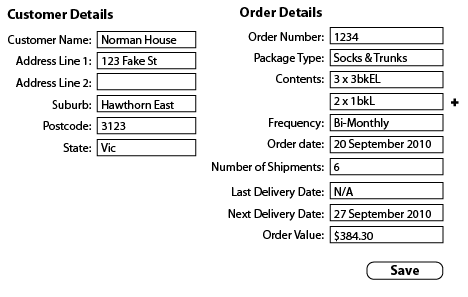 Customer Details
Customer Name: Norman House
Address Line 1: 123 Fake St
Address Line 2:
Suburb: Hawthorn East
Postcode: 3123
State: Vic
Order Details
Order Number: 1234
Package Type: Socks & Trunks
Contents: 3 x 3bkEL
2 x 1bkL +
Frequency: Bi-Monthly
Order date: 20 September 2010
Number of Shipments: 6
Last Delivery Date: N/A
Next Delivery Date: 27 September 2010
Order Value: $384.30
Save